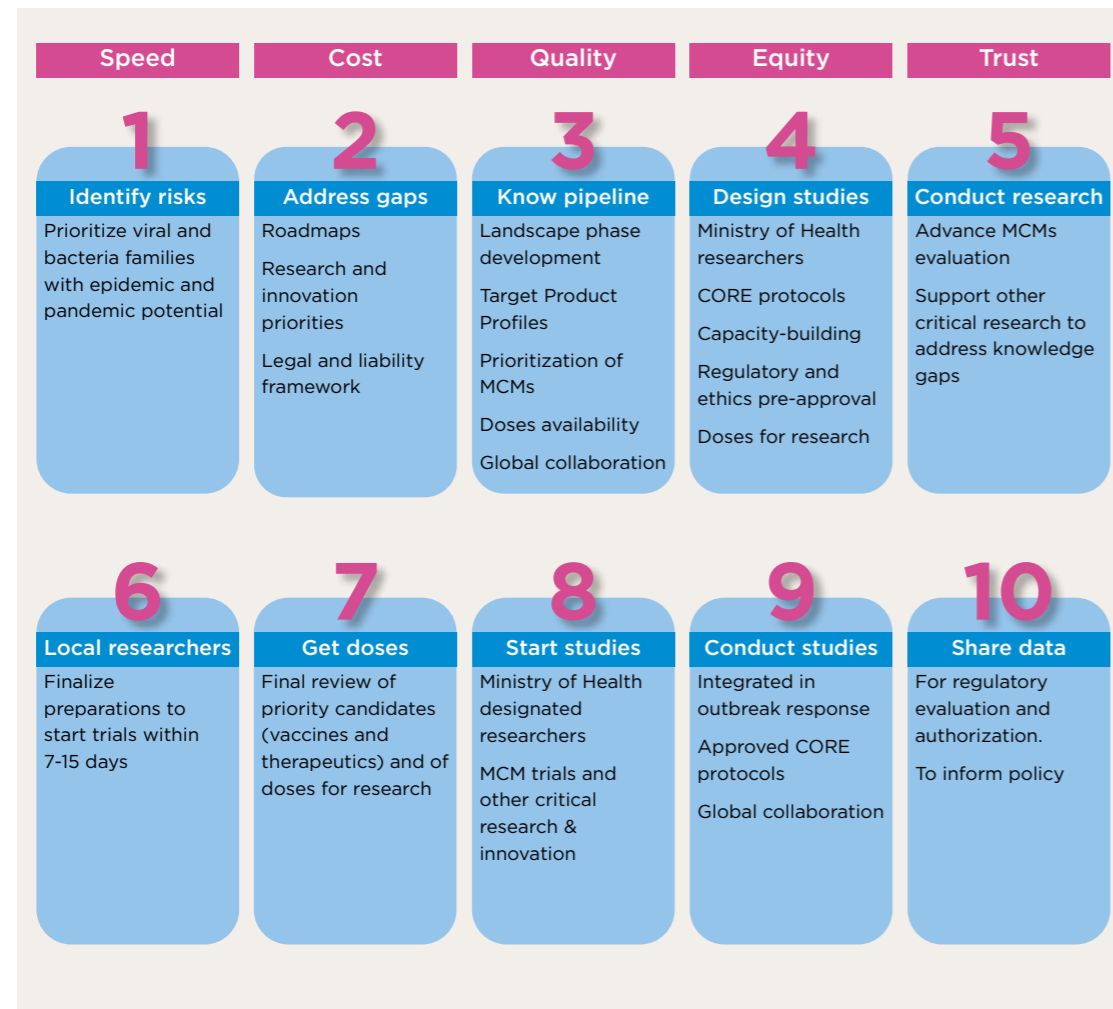 Speed
Cost
Quality
Equity
Trust
1
Identify risks
Prioritize viral and
bacteria families
with epidemic and
pandemic potential
2
Address gaps
Roadmaps
Research and
innovation
priorities
Legal and liability
framework
3
Know pipeline
Landscape phase
development
Target Product
Profiles
Prioritization of
MCMs
Doses availability
Global collaboration
4
Design studies
Ministry of Health
researchers
CORE protocols
Capacity-building
Regulatory and
ethics pre-approval
Doses for research
5
Conduct research
Advance MCMs
evaluation
Support other
critical research to
address knowledge
gaps
6
Local researchers
Finalize
preparations to
start trials within
7-15 days
7
Get doses
Final review of
priority candidates
(vaccines and
therapeutics) and of
doses for research
8
Start studies
Ministry of Health
designated
researchers
MCM trials and
other critical
research &
innovation
9
Conduct studies
Integrated in
outbreak response
Approved CORE
protocols
Global collaboration
10
Share data
For regulatory
evaluation and
authorization.
To inform policy